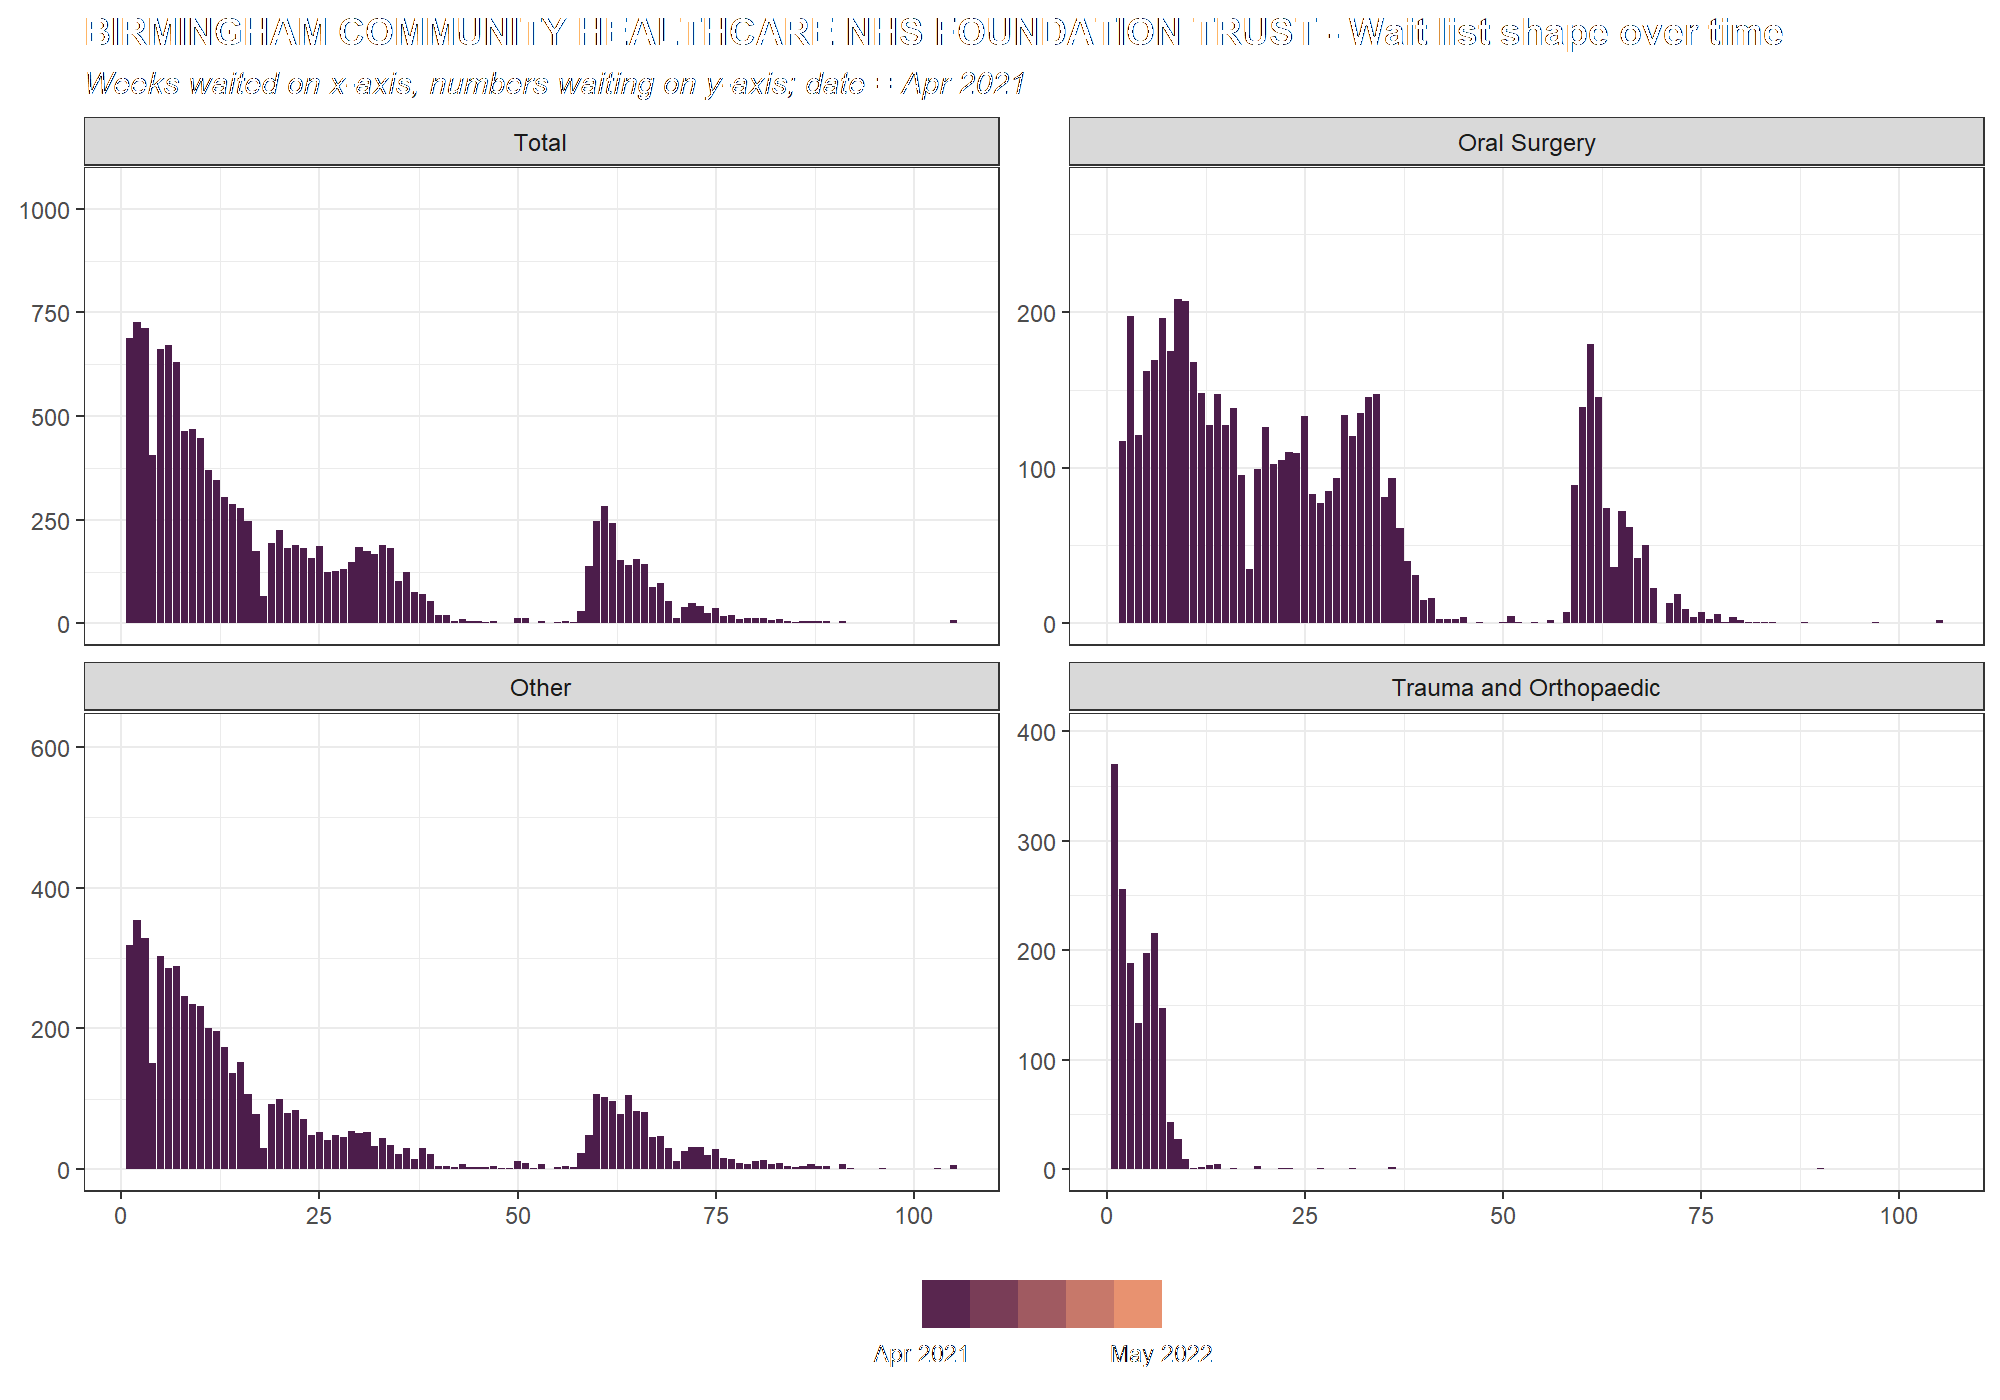 BIRMINGHAM COMMUNITY HEALTHCARE NHS FOUNDATION TRUST - Wait list shape over time
Weeks waited on x-axis, numbers waiting on y-axis; date = Apr 2021
Total
1000
750
500
250
0
Oral Surgery
200
100
0
Other
600
400
200
0
0 25 50 75 100
Trauma and Orthopaedic
400
300
200
100
0
0 25 50 75 100
Apr 2021 May 2022